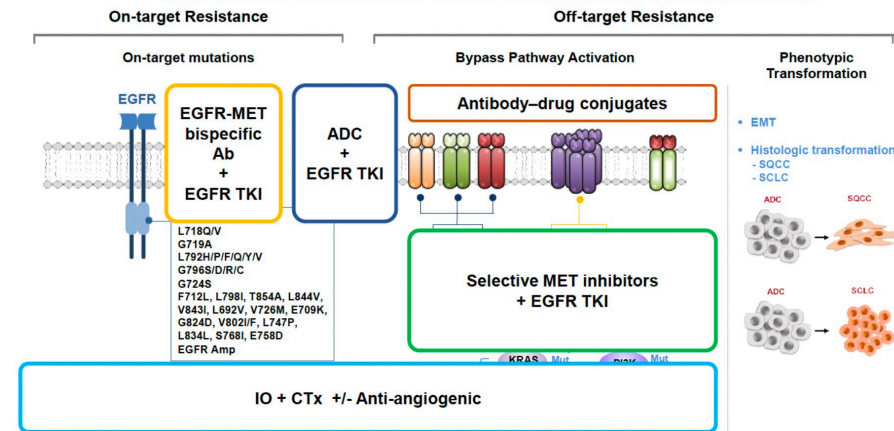 On-target Resistance
Off-target Resistance
On-target mutations
Bypass Pathway Activation
Phenotypic
Transformation
EGFR
EGFR-MET
bispecific
Ab
+
EGFR TKI
ADC
+
EGFR TKI
Antibody–drug conjugates
▪ EMT
▪ Histologic transformation
- SQCC
- SCLC
L718Q/V
G719A
L792H/P/F/Q/Y/V
G796S/D/R/C
G724S
F712L, L798I, T854A, L844V,
V843I, L692V, V726M, E709K,
G824D, V802I/F, L747P,
L834L, S768I, E758D
EGFR Amp
Selective MET inhibitors
+ EGFR TKI
ADC
SQCC
ADC
SCLC
KRAS
Mut
PI3K
Mut
IO + CTx +/- Anti-angiogenic